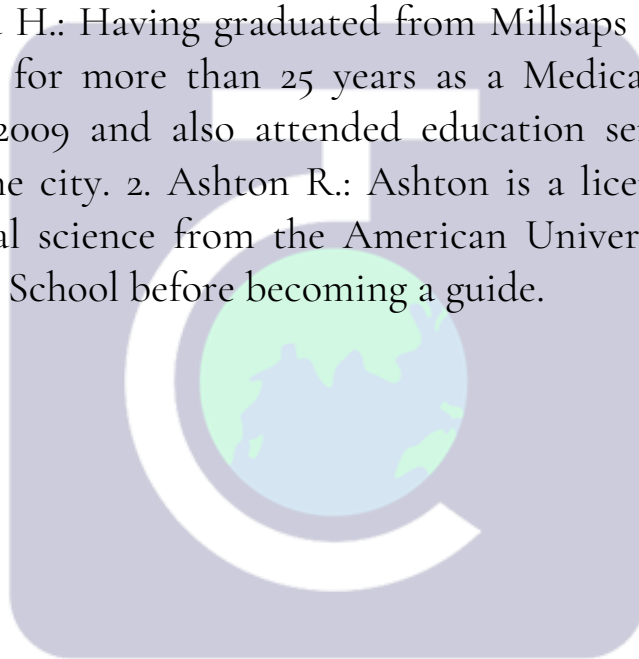 H.: Having graduated from Millsaps
for more than 25 years as a Medica
2009 and also attended education se
he city. 2. Ashton R.: Ashton is a lice
al science from the American Univer
School before becoming a guide.